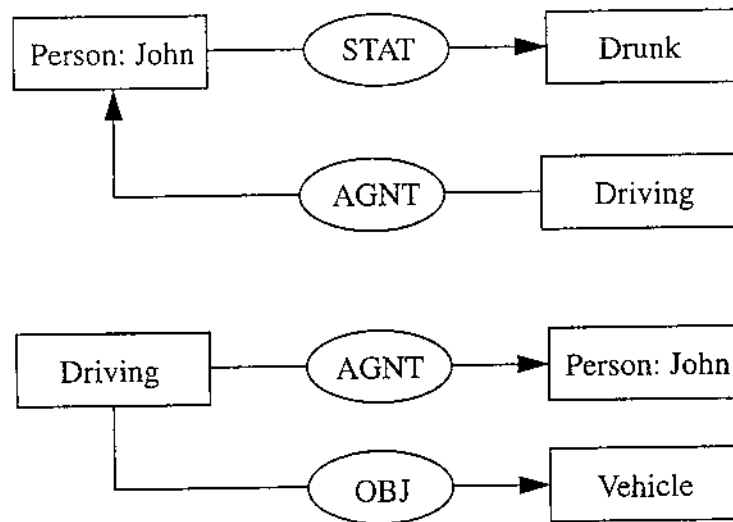 Person: John
STAT
Drunk
AGNT
Driving
Driving
AGNT
Person: John
OBJ
Vehicle